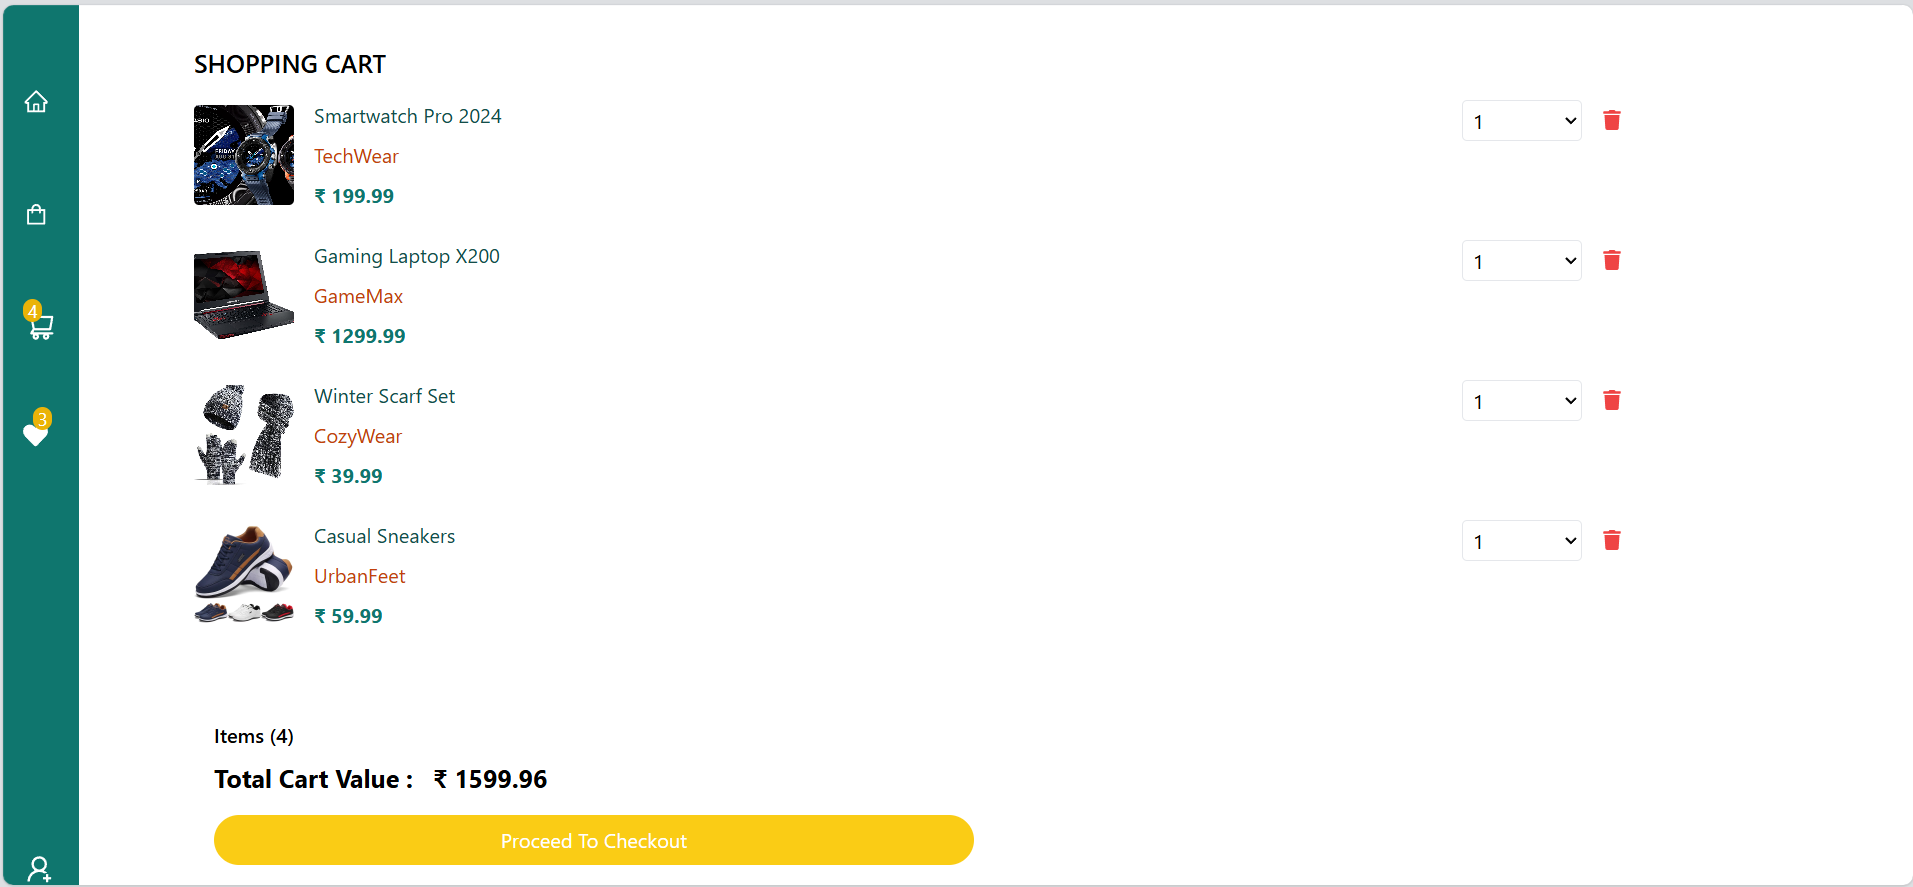 SHOPPING CART
Smartwatch Pro 2024
TechWear
₹ 199.99
1
FRIDAY
Gaming Laptop X200
GameMax
₹ 1299.99
1
4
Winter Scarf Set
CozyWear
₹ 39.99
1
3
Casual Sneakers
UrbanFeet
₹ 59.99
1
Items (4)
Total Cart Value : ₹ 1599.96
Proceed To Checkout